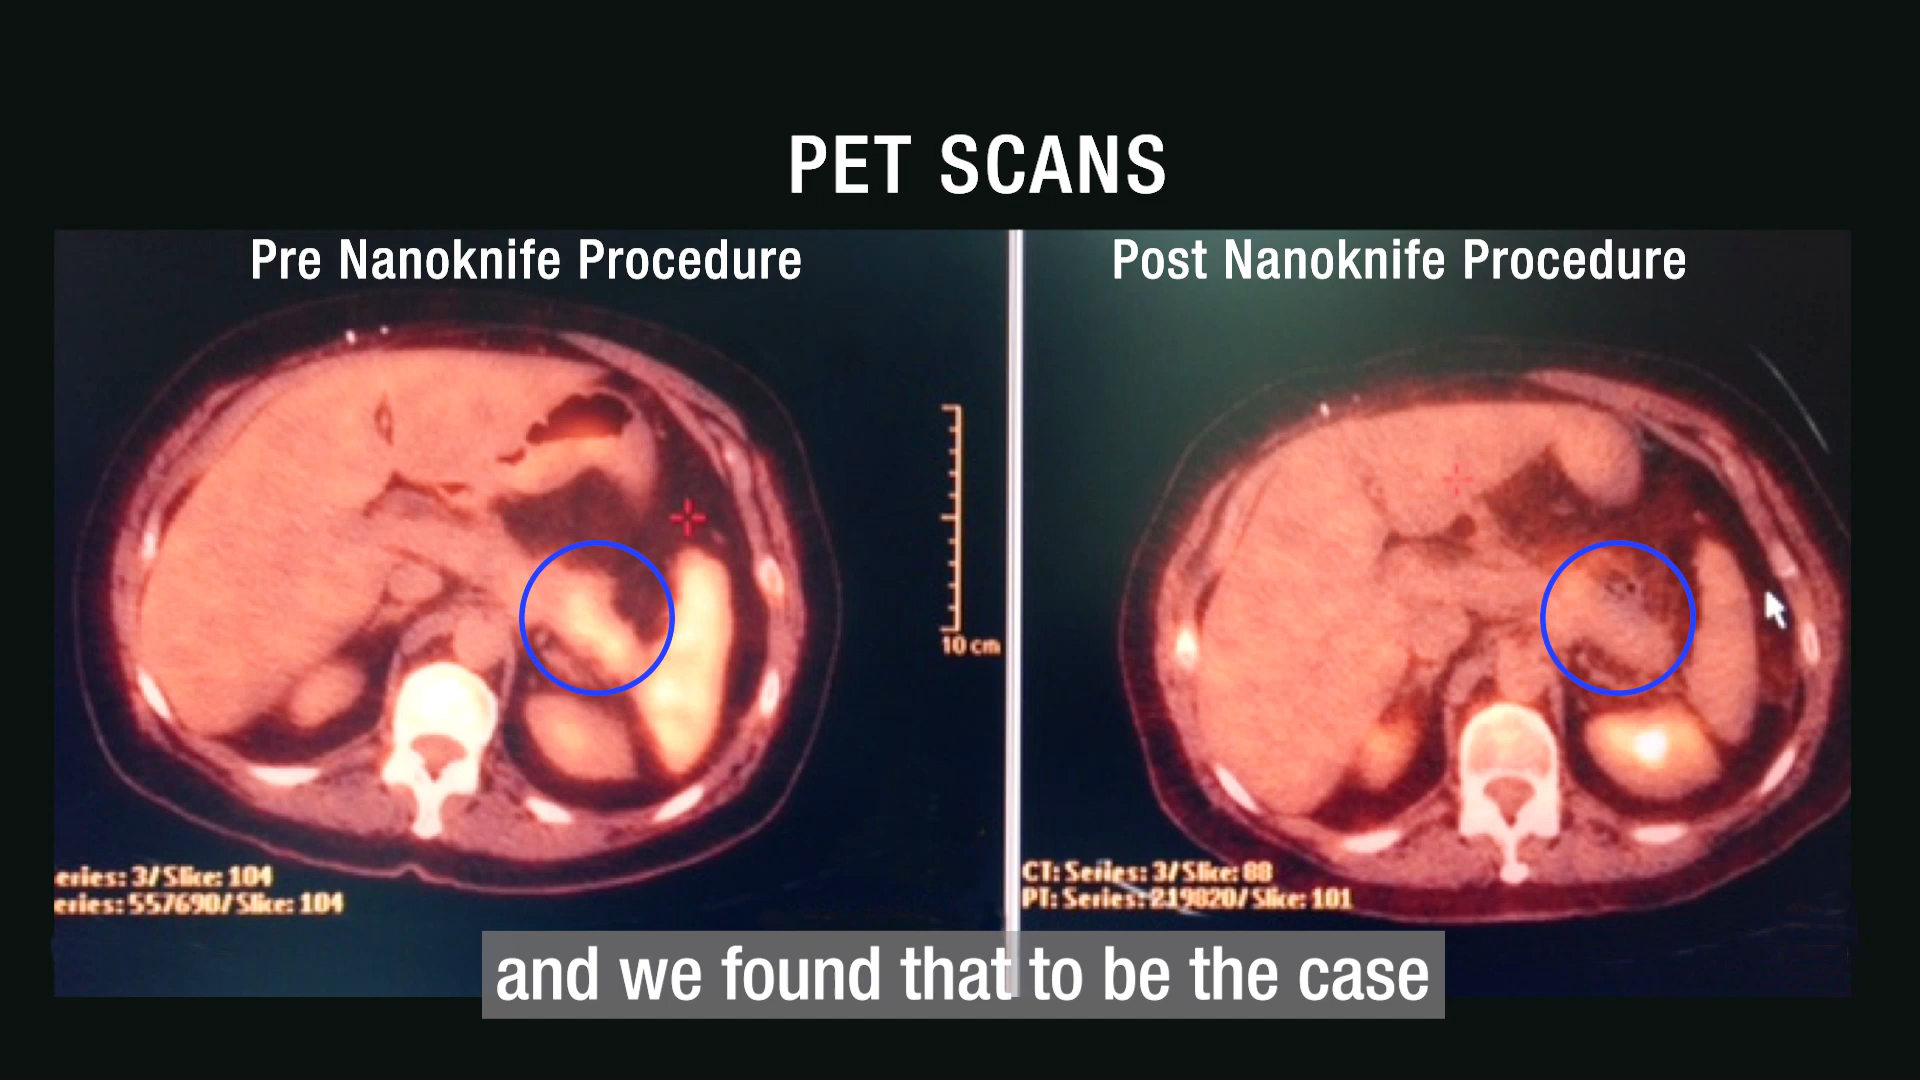 PET SCANS
Pre Nanoknife Procedure
Post Nanoknife Procedure
10 cm
eries: 3/ Slice: 104
eries: 557690/ Slice: 104
CT: Series: 3/ Slice: 88
PT: Series: 219820/ Slice: 101
and we found that to be the case